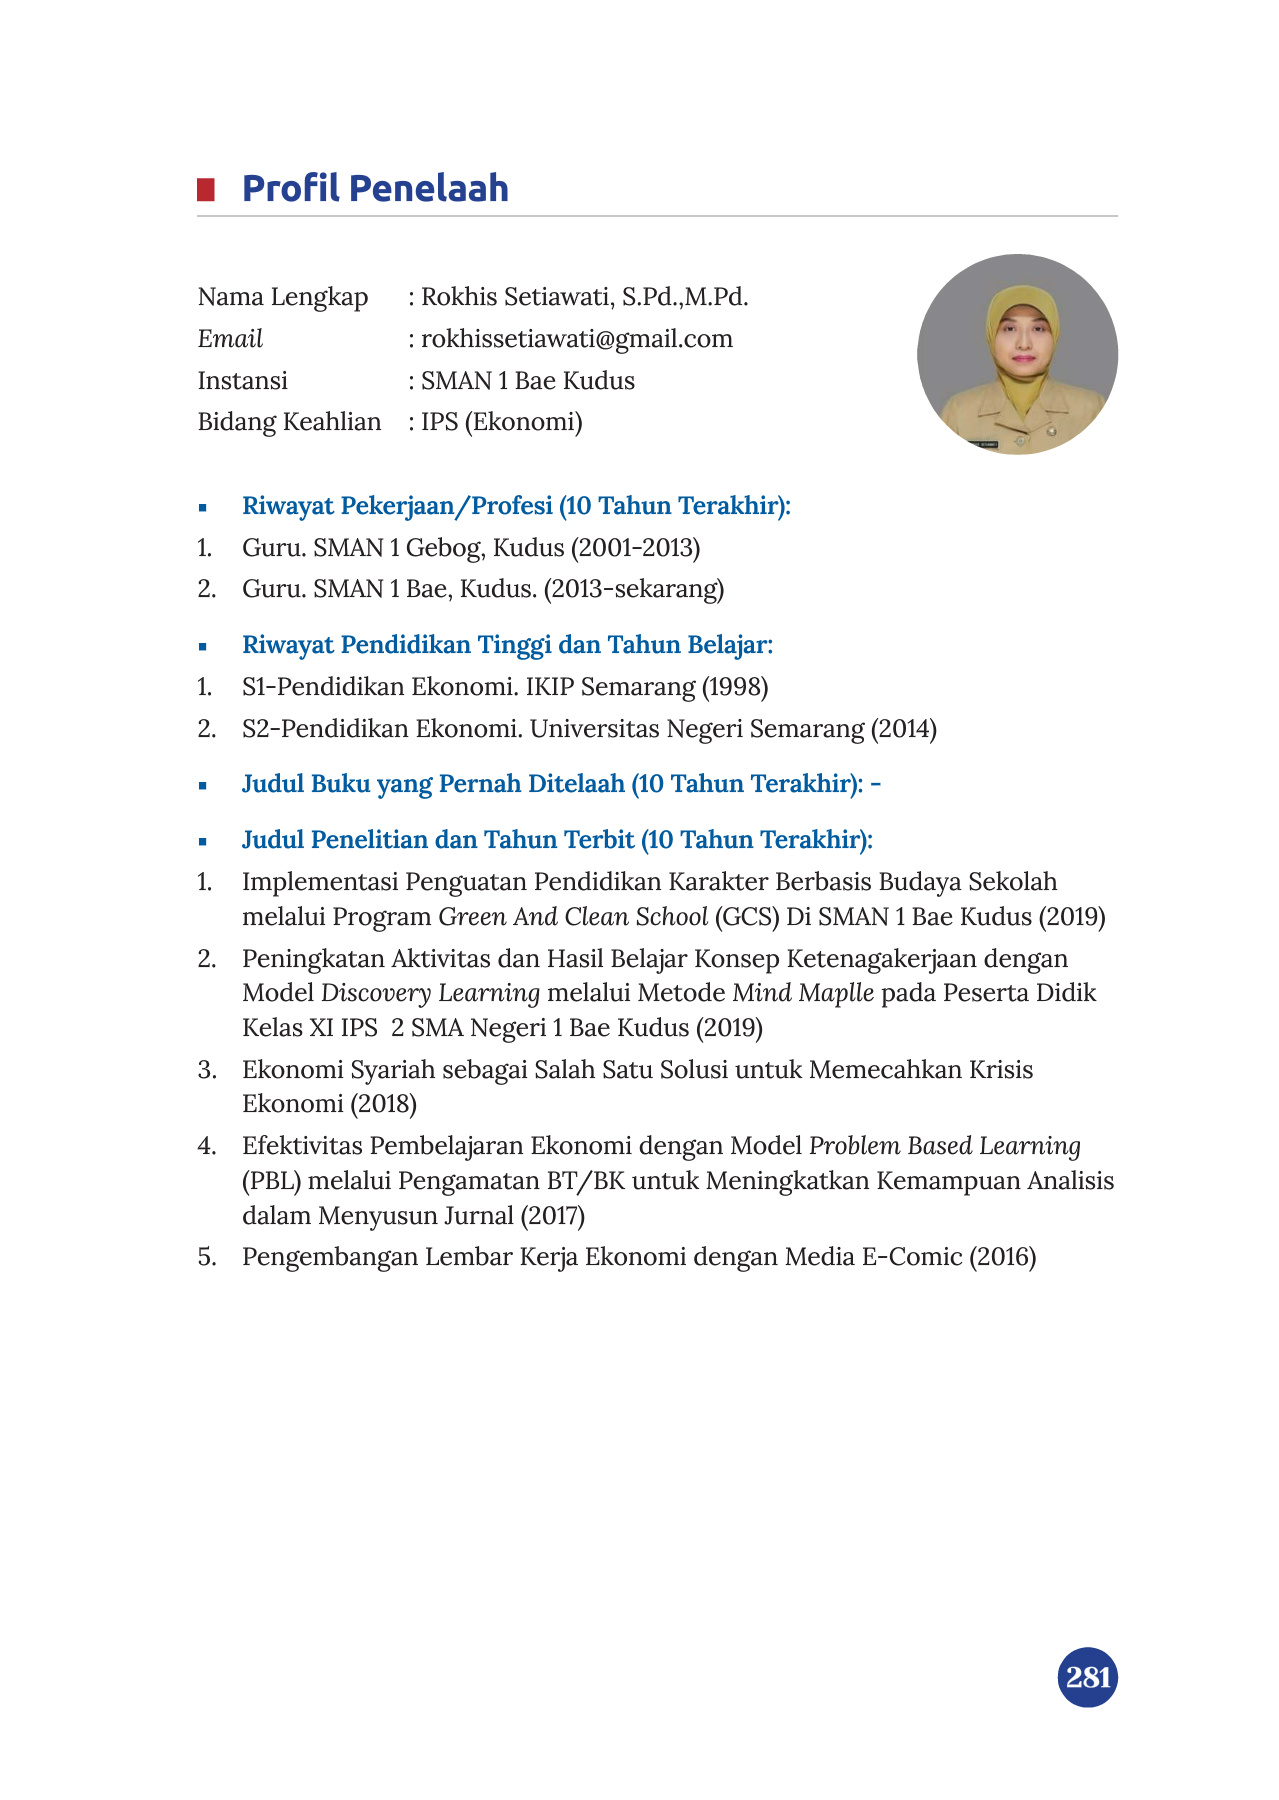 Profil Penelaah
Nama Lengkap : Rokhis Setiawati, S.Pd.,M.Pd.
Email : rokhissetiawati@gmail.com
Instansi : SMAN 1 Bae Kudus
Bidang Keahlian : IPS (Ekonomi)
▪ Riwayat Pekerjaan/Profesi (10 Tahun Terakhir):
1. Guru. SMAN 1 Gebog, Kudus (2001-2013)
2. Guru. SMAN 1 Bae, Kudus. (2013-sekarang)
▪ Riwayat Pendidikan Tinggi dan Tahun Belajar:
1. S1-Pendidikan Ekonomi. IKIP Semarang (1998)
2. S2-Pendidikan Ekonomi. Universitas Negeri Semarang (2014)
▪ Judul Buku yang Pernah Ditelaah (10 Tahun Terakhir): -
▪ Judul Penelitian dan Tahun Terbit (10 Tahun Terakhir):
1. Implementasi Penguatan Pendidikan Karakter Berbasis Budaya Sekolah
melalui Program Green And Clean School (GCS) Di SMAN 1 Bae Kudus (2019)
2. Peningkatan Aktivitas dan Hasil Belajar Konsep Ketenagakerjaan dengan
Model Discovery Learning melalui Metode Mind Maplle pada Peserta Didik
Kelas XI IPS 2 SMA Negeri 1 Bae Kudus (2019)
3. Ekonomi Syariah sebagai Salah Satu Solusi untuk Memecahkan Krisis
Ekonomi (2018)
4. Efektivitas Pembelajaran Ekonomi dengan Model Problem Based Learning
(PBL) melalui Pengamatan BT/BK untuk Meningkatkan Kemampuan Analisis
dalam Menyusun Jurnal (2017)
5. Pengembangan Lembar Kerja Ekonomi dengan Media E-Comic (2016)
281